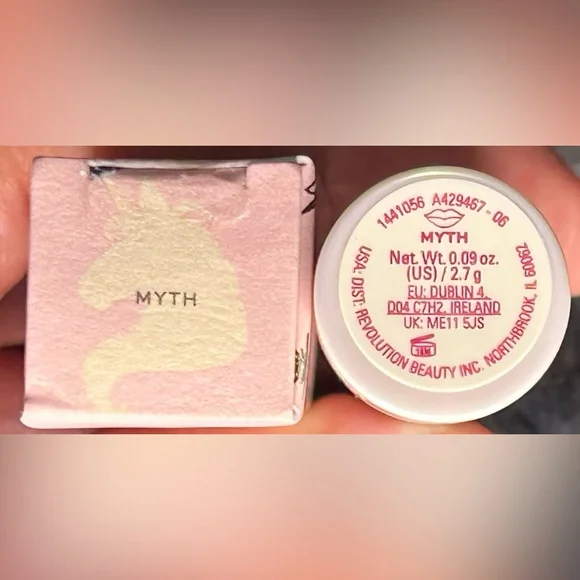 MYTH
1441056 A429467-06
MYTH
Net. Wt. 0.09 oz.
(US) / 2.7 g
EU: DUBLIN 4,
D04 C7H2. IRELAND
UK: ME11 5JS
USA: DIST: REVOLUTION BEAUTY INC. NORTHBROOK, IL 60062